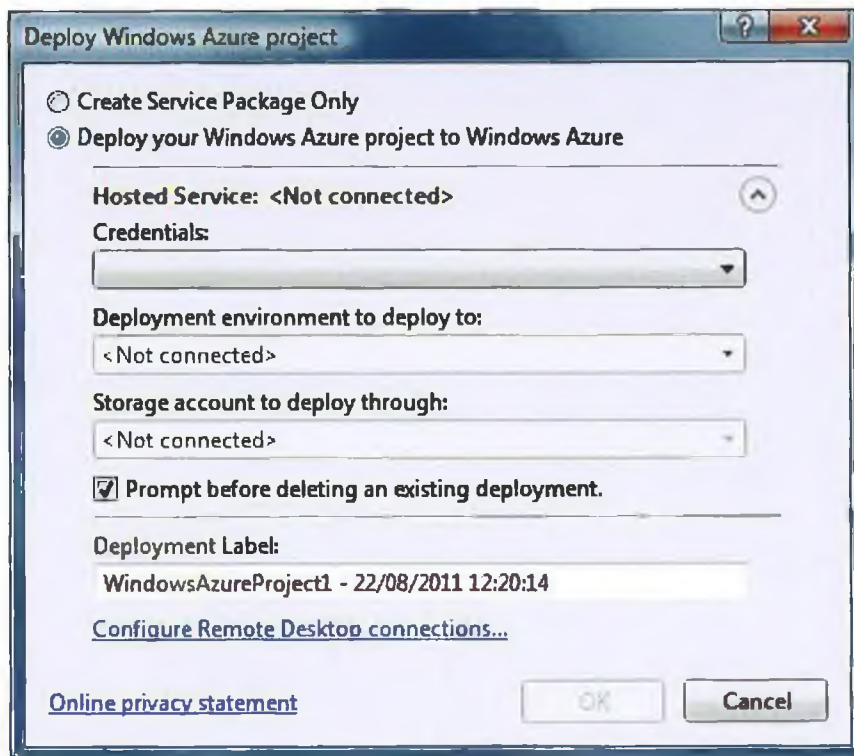 Deploy Windows Azure project
Create Service Package Only
Deploy your Windows Azure project to Windows Azure
Hosted Service: <Not connected>
Credentials:
Deployment environment to deploy to:
<Not connected>
Storage account to deploy through:
<Not connected>
Prompt before deleting an existing deployment.
Deployment Label:
WindowsAzureProject1 - 22/08/2011 12:20:14
Configure Remote Desktop connections...
Online privacy statement
OK
Cancel